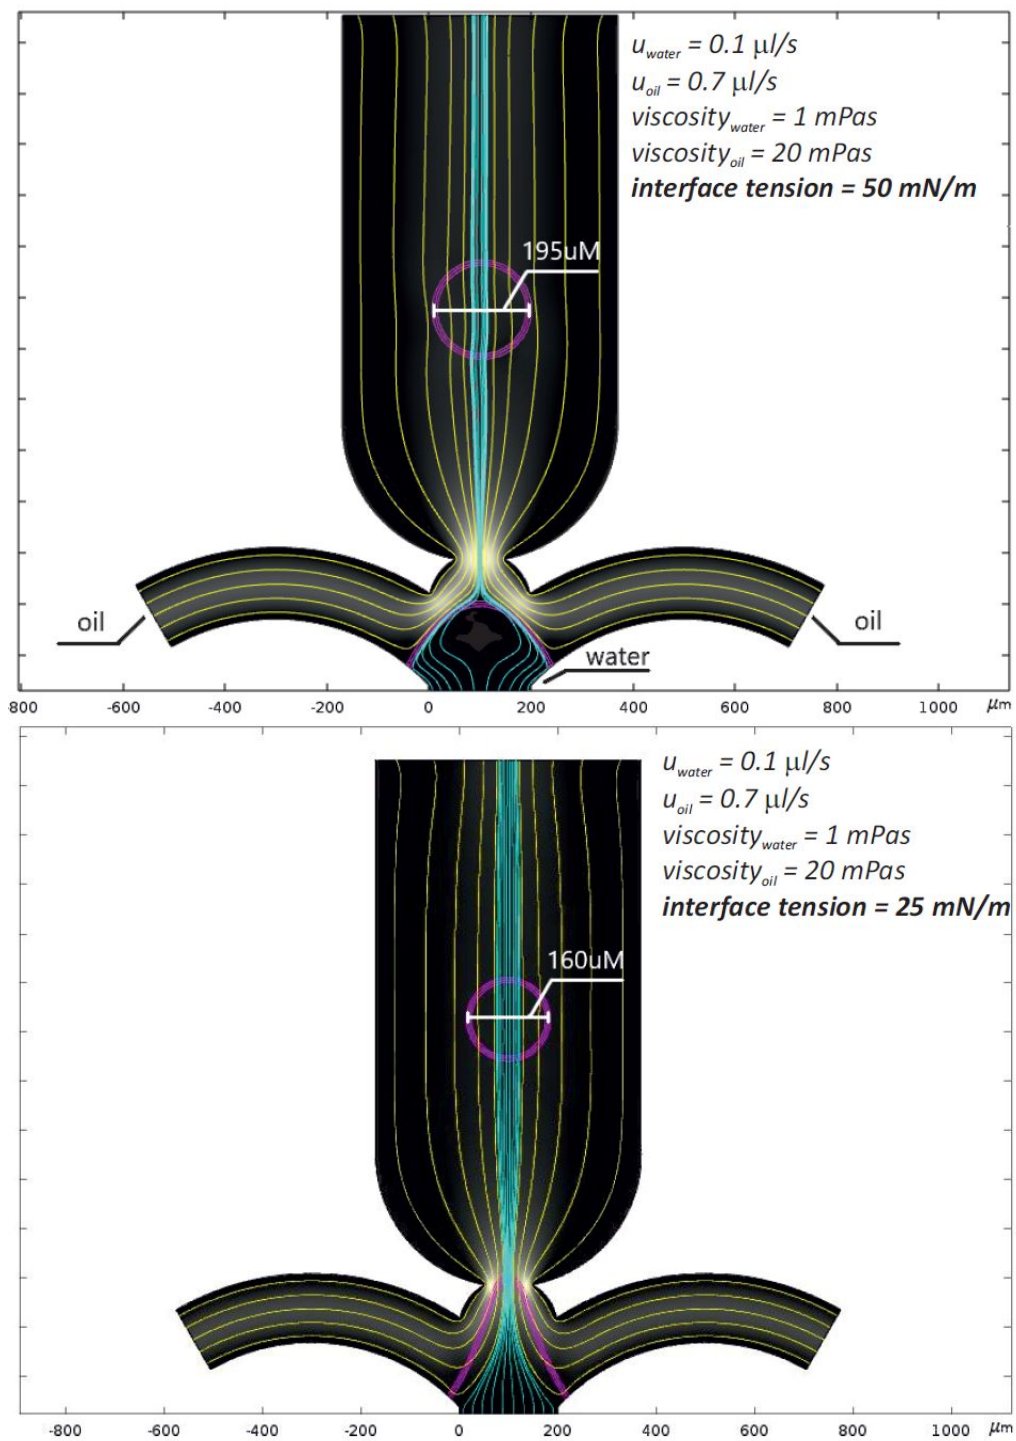 u_water = 0.1 µl/s
u_oil = 0.7 µl/s
viscosity_water = 1 mPas
viscosity_oil = 20 mPas
interface tension = 50 mN/m
195uM
oil
oil
water
800 -600 -400 -200 0 200 400 600 800 1000 µm
u_water = 0.1 µl/s
u_oil = 0.7 µl/s
viscosity_water = 1 mPas
viscosity_oil = 20 mPas
interface tension = 25 mN/m
160uM
-800 -600 -400 -200 0 200 400 600 800 1000 µm